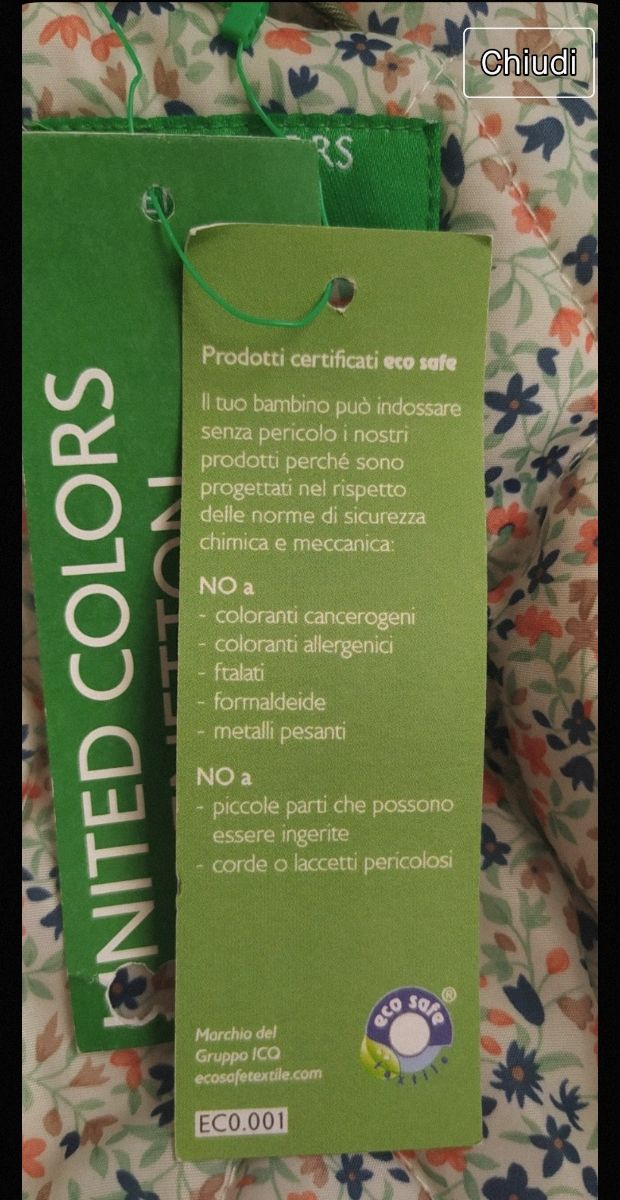 Chiudi
RS
UNITED COLORS
Prodotti certificati eco safe
Il tuo bambino può indossare
senza pericolo i nostri
prodotti perché sono
progettati nel rispetto
delle norme di sicurezza
chimica e meccanica:
NO a
- coloranti cancerogeni
- coloranti allergenici
- ftalati
- formaldeide
- metalli pesanti
NO a
- piccole parti che possono
essere ingerite
- corde o laccetti pericolosi
Marchio del
Gruppo ICQ
ecosafetextile.com
EC0.001
eco safe ®
textile